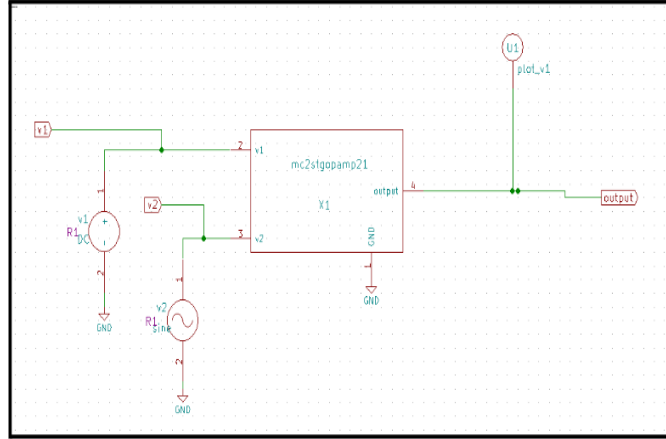 U1
plot_v1
v1
2
v1
mc2stgopamp21
X1
output
4
output
GND
1
GND
v2
3
v2
1
v1
R1
DC
+
-
2
GND
1
v2
R1
Sine
2
GND